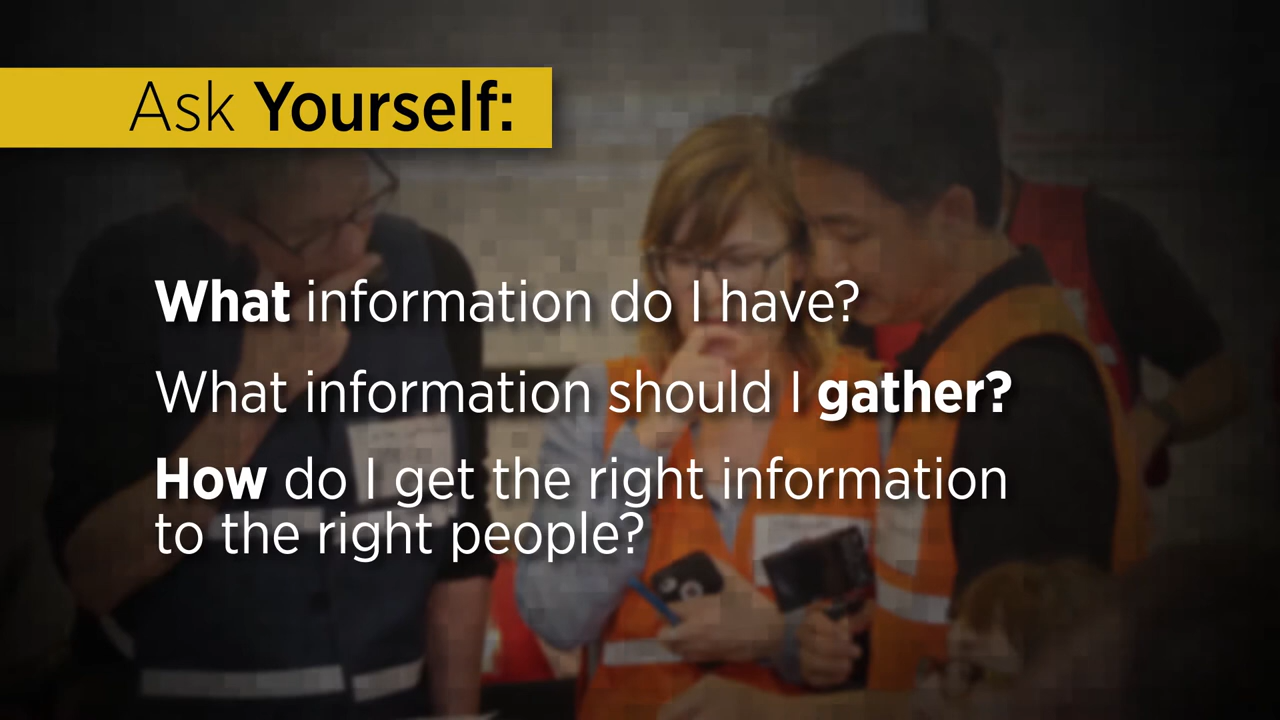 Ask Yourself:
What information do I have?
What information should I gather?
How do I get the right information
to the right people?